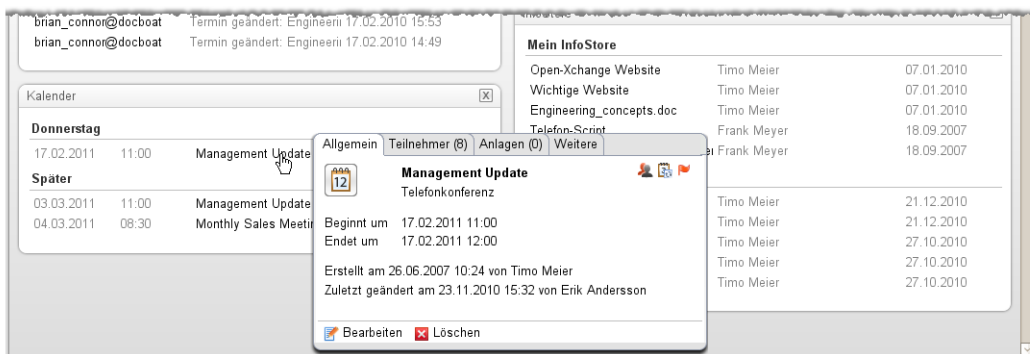 brian_connor@docboat Termin geändert: Engineerii 17.02.2010 15:53
brian_connor@docboat Termin geändert: Engineerii 17.02.2010 14:49
Kalender
Donnerstag
17.02.2011 11:00 Management Update
Später
03.03.2011 11:00 Management Update
04.03.2011 08:30 Monthly Sales Meeti
InfoStore
Mein InfoStore
Open-Xchange Website Timo Meier 07.01.2010
Wichtige Website Timo Meier 07.01.2010
Engineering_concepts.doc Timo Meier 07.01.2010
Telefon-Script Frank Meyer 18.09.2007
Frank Meyer 18.09.2007
Timo Meier 21.12.2010
Timo Meier 21.12.2010
Timo Meier 27.10.2010
Timo Meier 27.10.2010
Timo Meier 27.10.2010
Allgemein Teilnehmer (8) Anlagen (0) Weitere
12 Management Update
Telefonkonferenz
Beginnt um 17.02.2011 11:00
Endet um 17.02.2011 12:00
Erstellt am 26.06.2007 10:24 von Timo Meier
Zuletzt geändert am 23.11.2010 15:32 von Erik Andersson
Bearbeiten Löschen